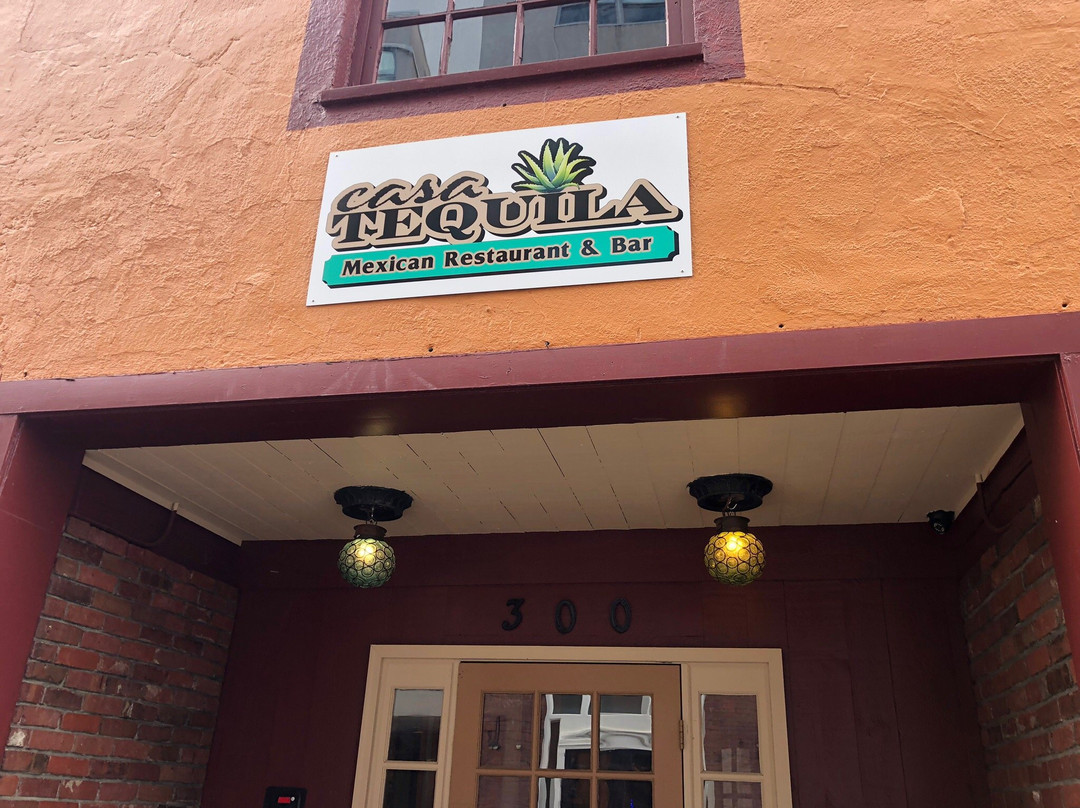 casa
TEQUILA
Mexican Restaurant & Bar
300